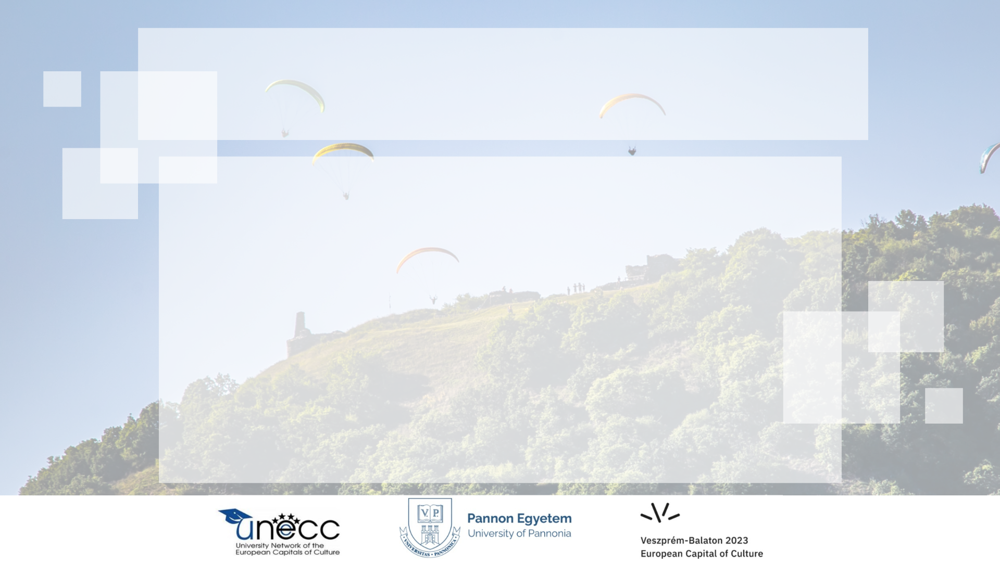 unecc
University Network of the
European Capitals of Culture
V. P.
VNIVERSITAS • PANNONICA
Pannon Egyetem
University of Pannonia
Veszprém-Balaton 2023
European Capital of Culture